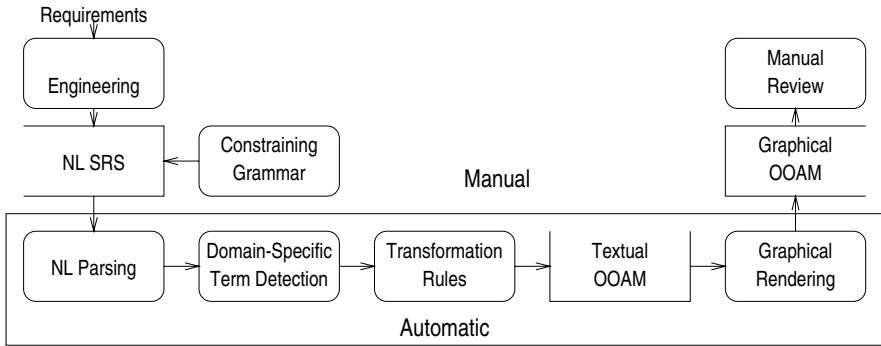 Requirements
Engineering
NL SRS
Constraining
Grammar
Manual
Manual
Review
Graphical
OOAM
NL Parsing
Domain-Specific
Term Detection
Transformation
Rules
Textual
OOAM
Graphical
Rendering
Automatic